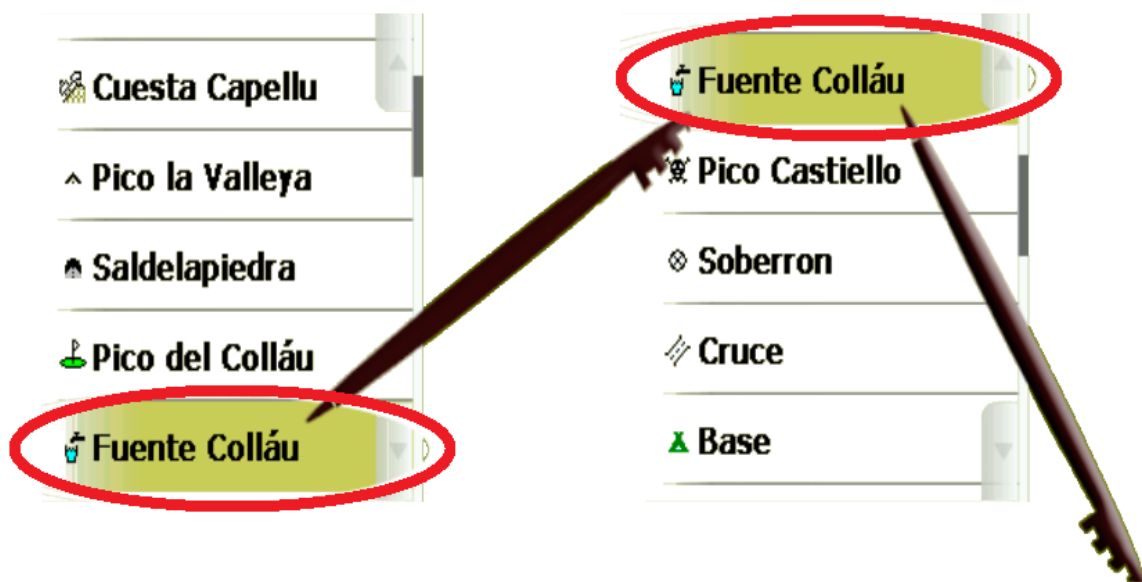 Cuesta Capellu
Pico la Valleya
Saldelapiedra
Pico del Colláu
Fuente Colláu
Fuente Colláu
Pico Castiello
Soberron
Cruce
Base